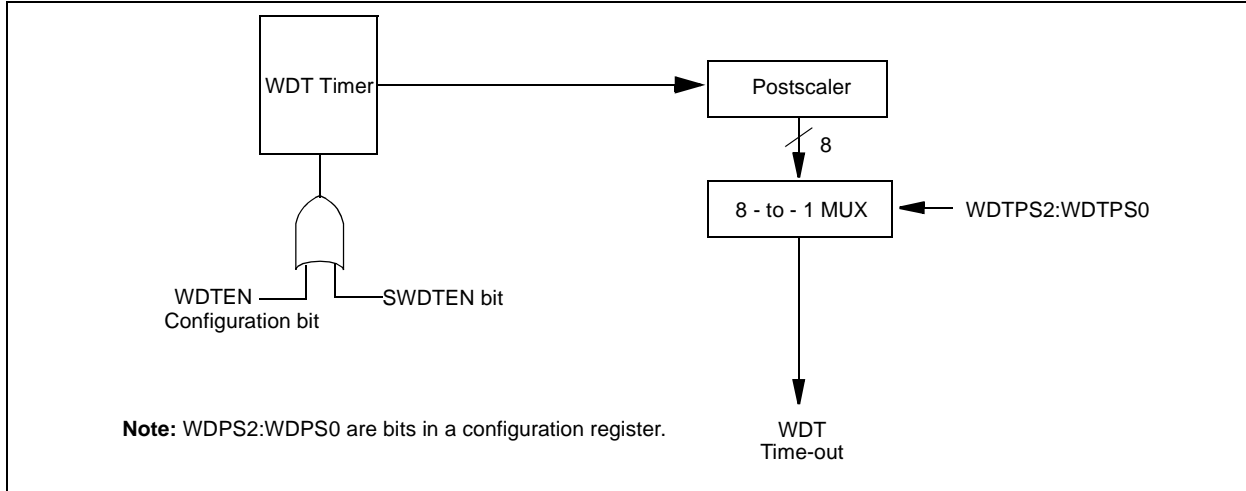 WDT Timer
Postscaler
8
8 - to - 1 MUX
WDTPS2:WDTPS0
WDTEN
Configuration bit
SWDTEN bit
Note: WDPS2:WDPS0 are bits in a configuration register.
WDT
Time-out